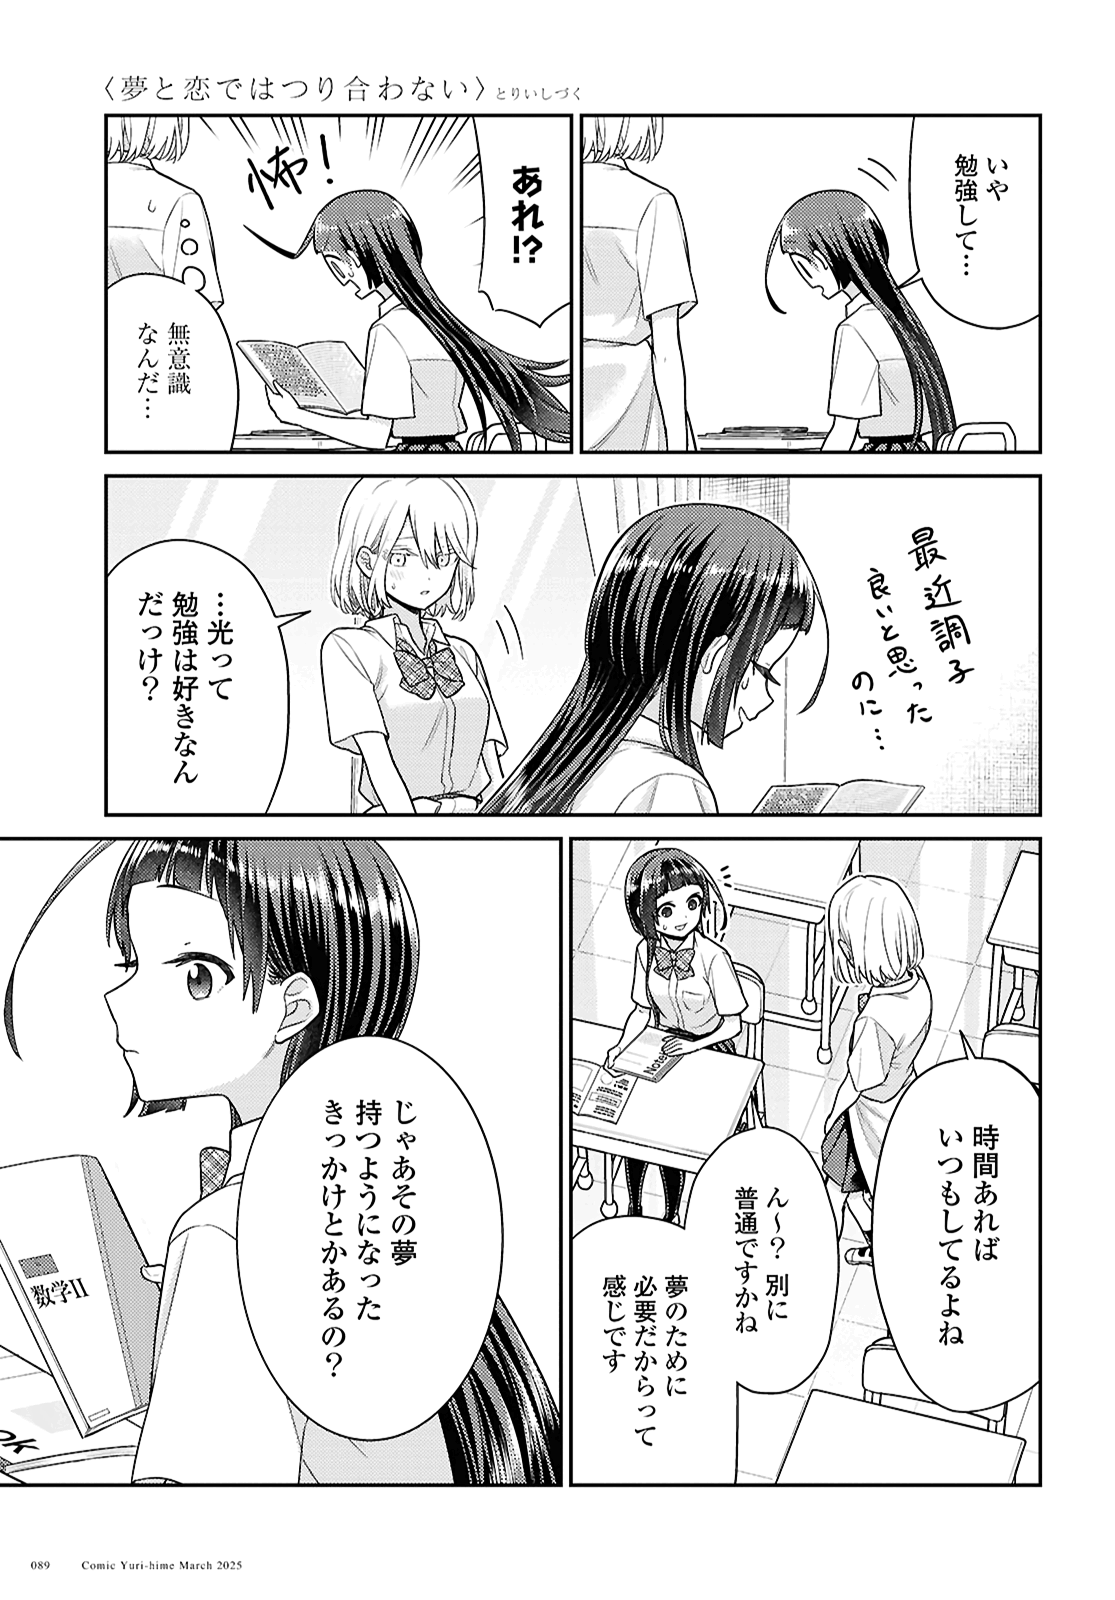 〈夢と恋ではつり合わない〉とりいしづく
いや
勉強して…
あれ!?
怖!
無意識
なんだ…
最近調子
良いと思った
のに…
…光って
勉強は好きなん
だっけ?
時間あれば
いつもしてるよね
ん〜? 別に
普通ですかね
夢のために
必要だからって
感じです
Note
じゃあその夢
持つようになった
きっかけとかあるの?
数学II
ok
089 Comic Yuri-hime March 2025